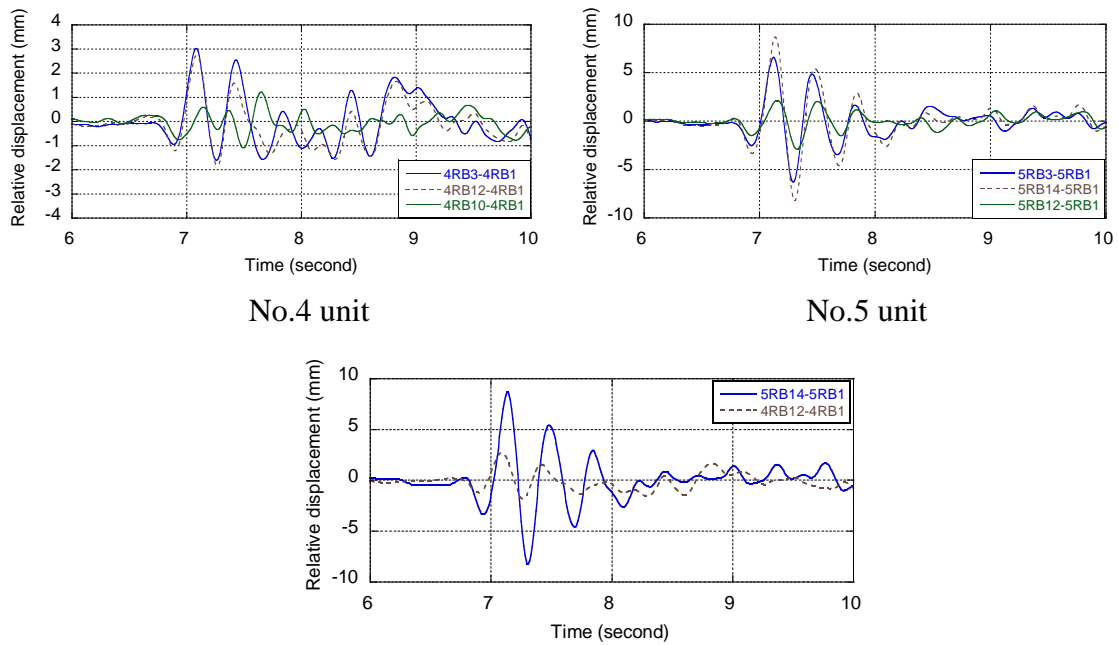 Relative displacement (mm)
4
3
2
1
0
-1
-2
-3
-4
4RB3-4RB1
4RB12-4RB1
4RB10-4RB1
6 7 8 9 10
Time (second)
No.4 unit
Relative displacement (mm)
10
5
0
-5
-10
5RB3-5RB1
5RB14-5RB1
5RB12-5RB1
6 7 8 9 10
Time (second)
No.5 unit
Relative displacement (mm)
10
5
0
-5
-10
5RB14-5RB1
4RB12-4RB1
6 7 8 9 10
Time (second)